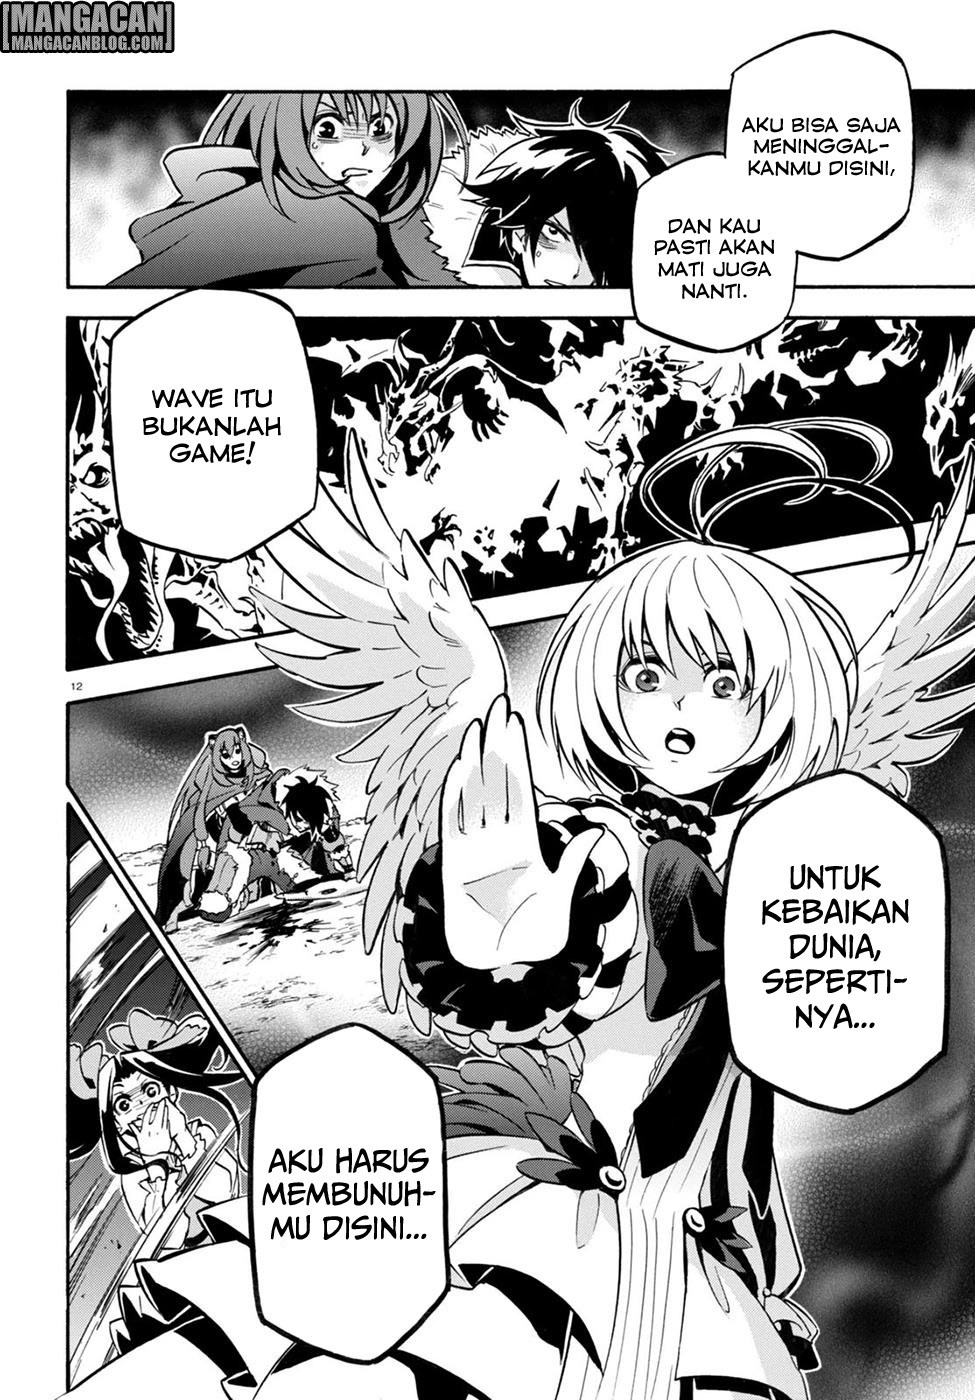 [MANGACAN]
MANGACANBLOG.COM
AKU BISA SAJA
MENINGGAL-
KANMU DISINI,
DAN KAU
PASTI AKAN
MATI JUGA
NANTI.
WAVE ITU
BUKANLAH
GAME!
12
UNTUK
KEBAIKAN
DUNIA,
SEPERTI-
NYA...
AKU HARUS
MEMBUNUH-
MU DISINI...